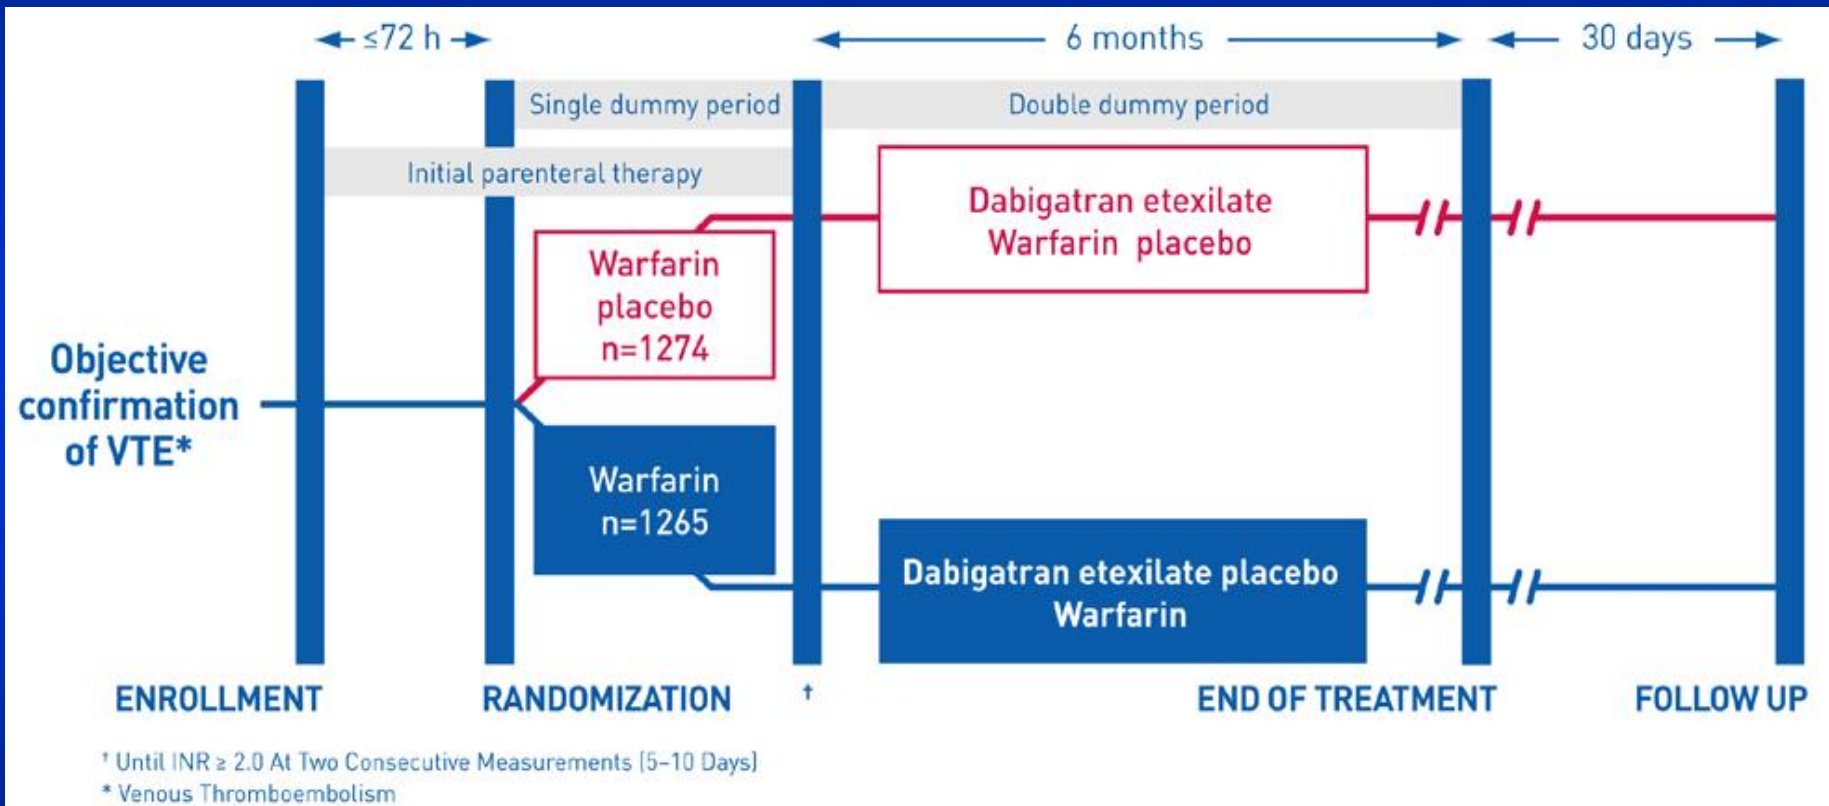 ≤72 h
6 months
30 days
Single dummy period
Double dummy period
Initial parenteral therapy
Dabigatran etexilate
Warfarin placebo
Warfarin
placebo
n=1274
Objective
confirmation
of VTE*
Warfarin
n=1265
Dabigatran etexilate placebo
Warfarin
ENROLLMENT
RANDOMIZATION
†
END OF TREATMENT
FOLLOW UP
† Until INR ≥ 2.0 At Two Consecutive Measurements (5–10 Days)
* Venous Thromboembolism